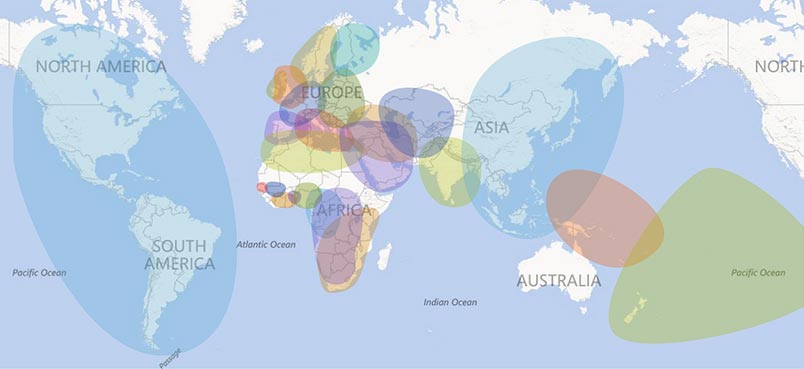 NORTH AMERICA
EUROPE
NORTH
ASIA
AFRICA
SOUTH
AMERICA
Atlantic Ocean
Pacific Ocean
Pacific Ocean
AUSTRALIA
Indian Ocean
Passage